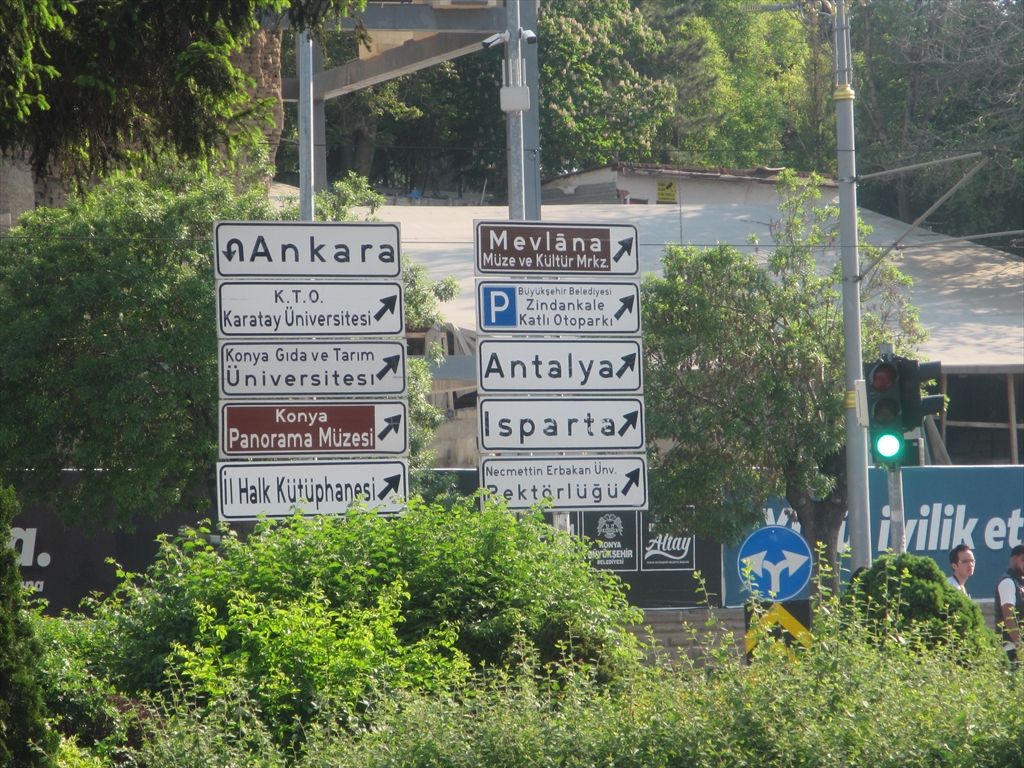 Ankara
K.T.O.
Karatay Üniversitesi
Konya Gıda ve Tarım
Üniversitesi
Konya
Panorama Müzesi
İl Halk Kütüphanesi
Mevlâna
Müze ve Kültür Mrkz.
P
Büyükşehir Belediyesi
Zindankale
Katlı Otoparkı
Antalya
Isparta
Necmettin Erbakan Ünv.
Rektörlüğü
KONYA
BÜYÜKŞEHİR
BELEDİYESİ
Altay
iyilik et